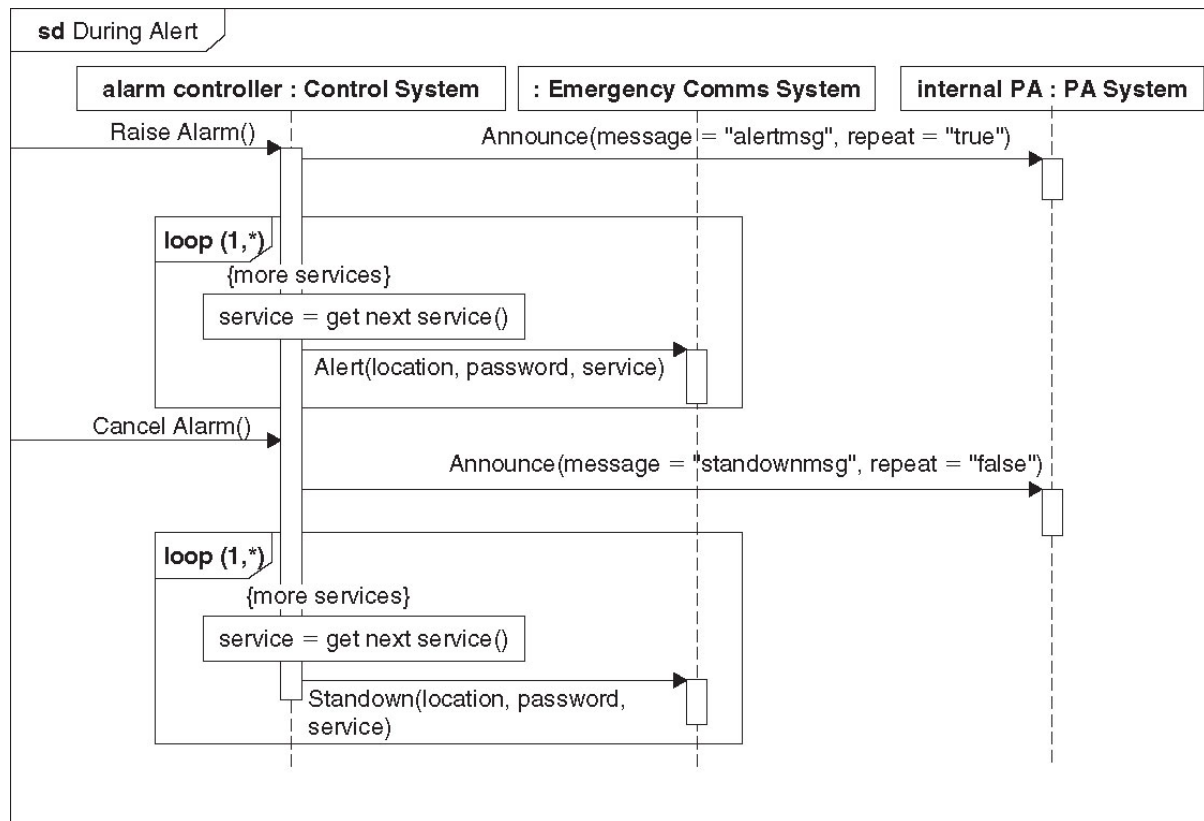 sd During Alert
alarm controller : Control System
: Emergency Comms System
internal PA : PA System
Raise Alarm()
Announce(message = "alertmsg", repeat = "true")
loop (1,*)
{more services}
service = get next service()
Alert(location, password, service)
Cancel Alarm()
Announce(message = "standownmsg", repeat = "false")
loop (1,*)
{more services}
service = get next service()
Standown(location, password,
service)